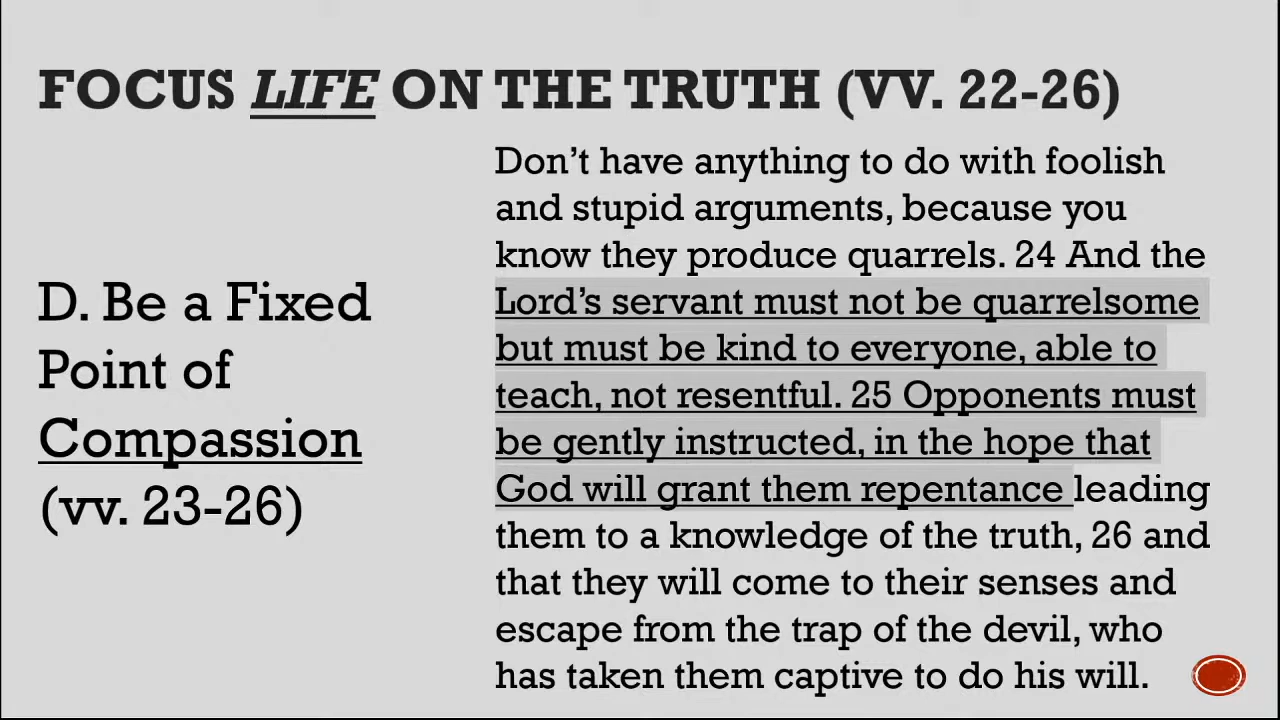 FOCUS LIFE ON THE TRUTH (VV. 22-26)
D. Be a Fixed
Point of
Compassion
(vv. 23-26)
Don't have anything to do with foolish
and stupid arguments, because you
know they produce quarrels. 24 And the
Lord's servant must not be quarrelsome
but must be kind to everyone, able to
teach, not resentful. 25 Opponents must
be gently instructed, in the hope that
God will grant them repentance leading
them to a knowledge of the truth, 26 and
that they will come to their senses and
escape from the trap of the devil, who
has taken them captive to do his will.